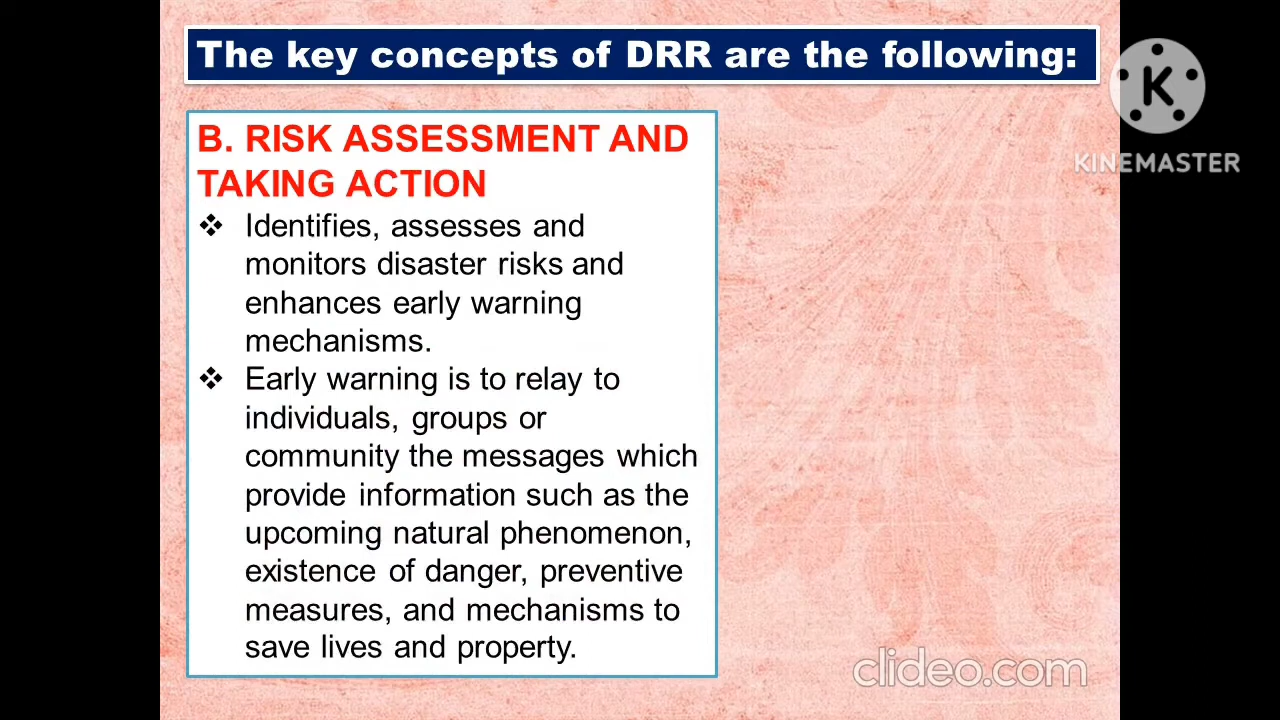 The key concepts of DRR are the following:
B. RISK ASSESSMENT AND
TAKING ACTION
❖ Identifies, assesses and
monitors disaster risks and
enhances early warning
mechanisms.
❖ Early warning is to relay to
individuals, groups or
community the messages which
provide information such as the
upcoming natural phenomenon,
existence of danger, preventive
measures, and mechanisms to
save lives and property.
K
KINEMASTER
clideo.com